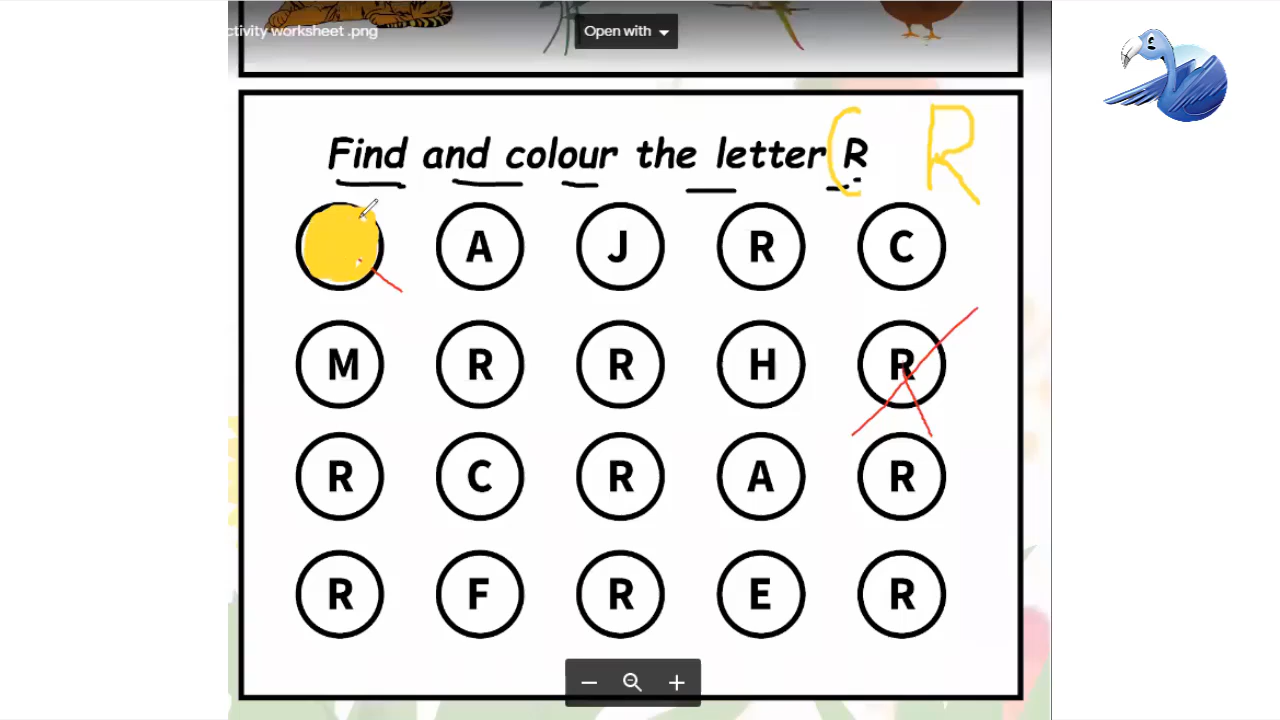 ctivity worksheet .png
Open with
Find and colour the letter R R
A J R C
M R R H R
R C R A R
R F R E R